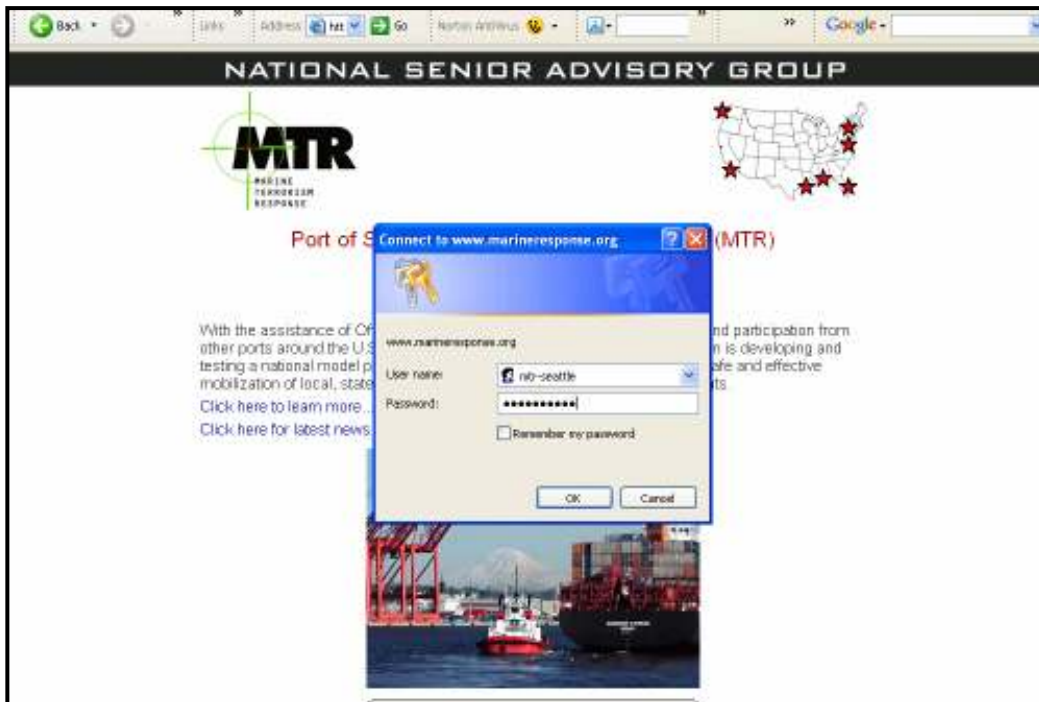 Back Links Address htt Go Norton AntiVirus Google
NATIONAL SENIOR ADVISORY GROUP
MTR
MARINE
TERRORISM
RESPONSE
Port of S (MTR)
Connect to www.marineresponse.org
With the assistance of Of nd participation from
other ports around the U.S n is developing and
testing a national model p afe and effective
mobilization of local, state ts
Click here to learn more...
Click here for latest news
www.marineresponse.org
User name:
Password:
Remember my password
OK Cancel